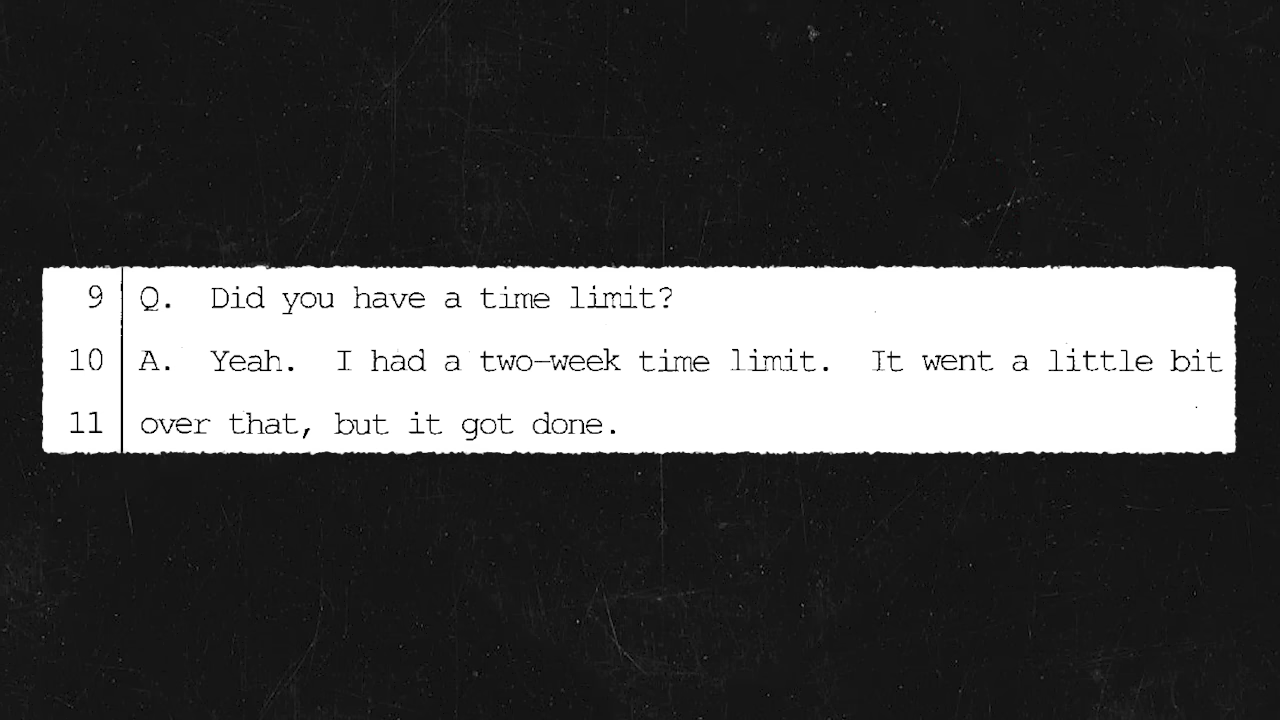 9 Q. Did you have a time limit?
10 A. Yeah. I had a two-week time limit. It went a little bit
11 over that, but it got done.